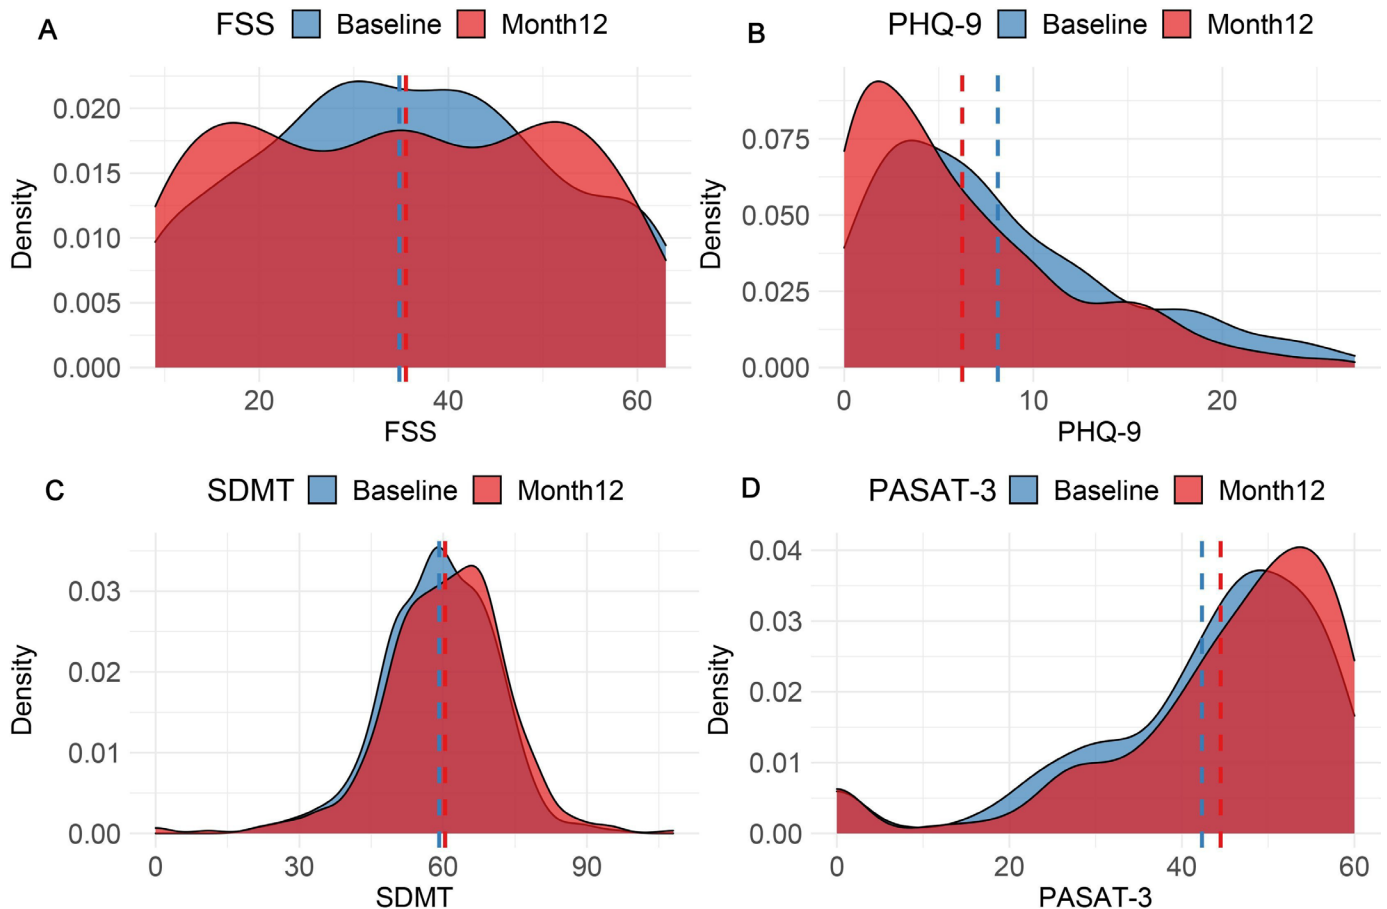 A
FSS Baseline Month12
Density
0.020
0.015
0.010
0.005
0.000
20 40 60
FSS
B
PHQ-9 Baseline Month12
Density
0.075
0.050
0.025
0.000
0 10 20
PHQ-9
C
SDMT Baseline Month12
Density
0.03
0.02
0.01
0.00
0 30 60 90
SDMT
D
PASAT-3 Baseline Month12
Density
0.04
0.03
0.02
0.01
0.00
0 20 40 60
PASAT-3